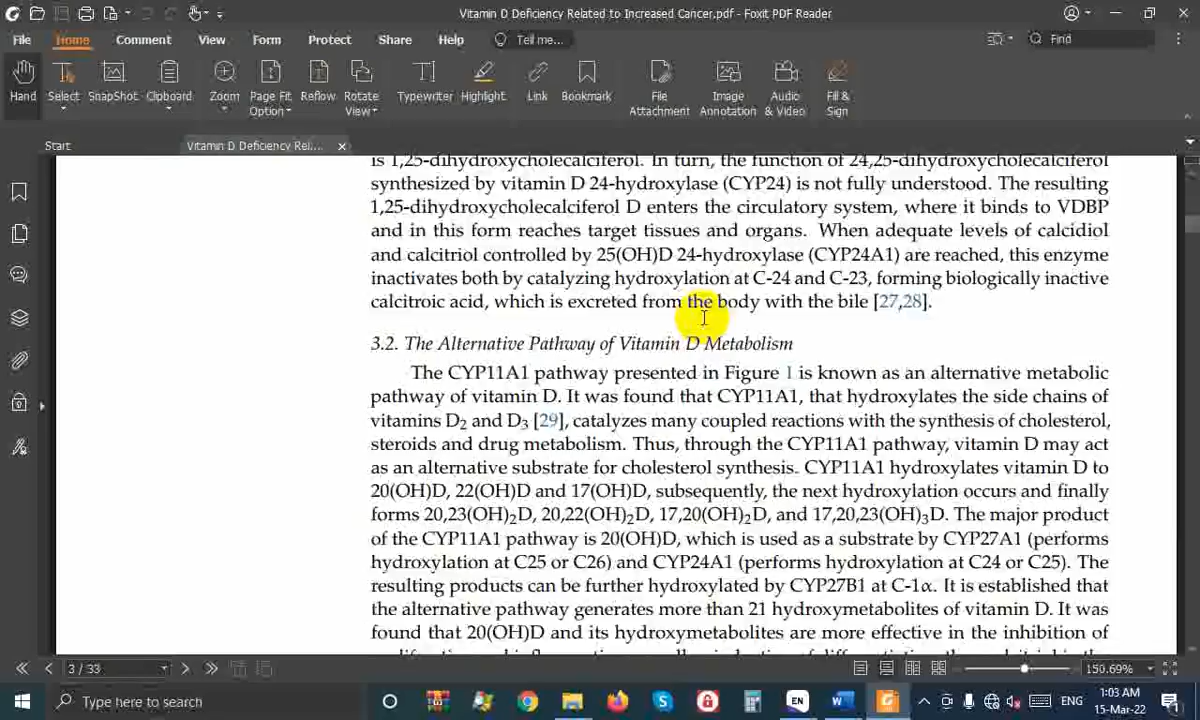 Vitamin D Deficiency Related to Increased Cancer.pdf - Foxit PDF Reader
File Home Comment View Form Protect Share Help Tell me... Find
Hand Select SnapShot Clipboard Zoom Page Fit Option Reflow Rotate View Typewriter Highlight Link Bookmark File Attachment Image Annotation Audio & Video Fill & Sign
Start Vitamin D Deficiency Rel...
is 1,25-dihydroxycholecalciferol. In turn, the function of 24,25-dihydroxycholecalciferol
synthesized by vitamin D 24-hydroxylase (CYP24) is not fully understood. The resulting
1,25-dihydroxycholecalciferol D enters the circulatory system, where it binds to VDBP
and in this form reaches target tissues and organs. When adequate levels of calcidiol
and calcitriol controlled by 25(OH)D 24-hydroxylase (CYP24A1) are reached, this enzyme
inactivates both by catalyzing hydroxylation at C-24 and C-23, forming biologically inactive
calcitroic acid, which is excreted from the body with the bile [27,28].
3.2. The Alternative Pathway of Vitamin D Metabolism
The CYP11A1 pathway presented in Figure 1 is known as an alternative metabolic
pathway of vitamin D. It was found that CYP11A1, that hydroxylates the side chains of
vitamins D₂ and D₃ [29], catalyzes many coupled reactions with the synthesis of cholesterol,
steroids and drug metabolism. Thus, through the CYP11A1 pathway, vitamin D may act
as an alternative substrate for cholesterol synthesis. CYP11A1 hydroxylates vitamin D to
20(OH)D, 22(OH)D and 17(OH)D, subsequently, the next hydroxylation occurs and finally
forms 20,23(OH)₂D, 20,22(OH)₂D, 17,20(OH)₂D, and 17,20,23(OH)₃D. The major product
of the CYP11A1 pathway is 20(OH)D, which is used as a substrate by CYP27A1 (performs
hydroxylation at C25 or C26) and CYP24A1 (performs hydroxylation at C24 or C25). The
resulting products can be further hydroxylated by CYP27B1 at C-1α. It is established that
the alternative pathway generates more than 21 hydroxymetabolites of vitamin D. It was
found that 20(OH)D and its hydroxymetabolites are more effective in the inhibition of
3 / 33 150.69%
Type here to search EN ENG 1:03 AM
15-Mar-22